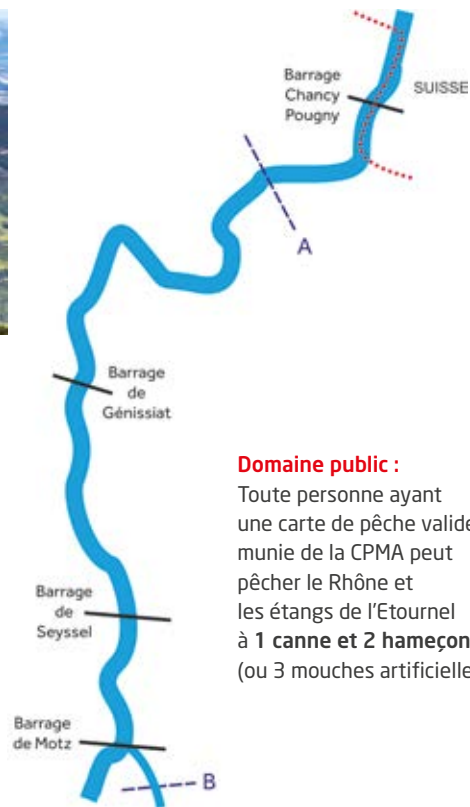 Barrage
Chancy
Pougny
SUISSE
A
Barrage
de
Génissiat
Domaine public :
Toute personne ayant
une carte de pêche valide
munie de la CPMA peut
pêcher le Rhône et
les étangs de l'Etournel
à 1 canne et 2 hameçon
(ou 3 mouches artificielle
Barrage
de
Seyssel
Barrage
de Motz
B